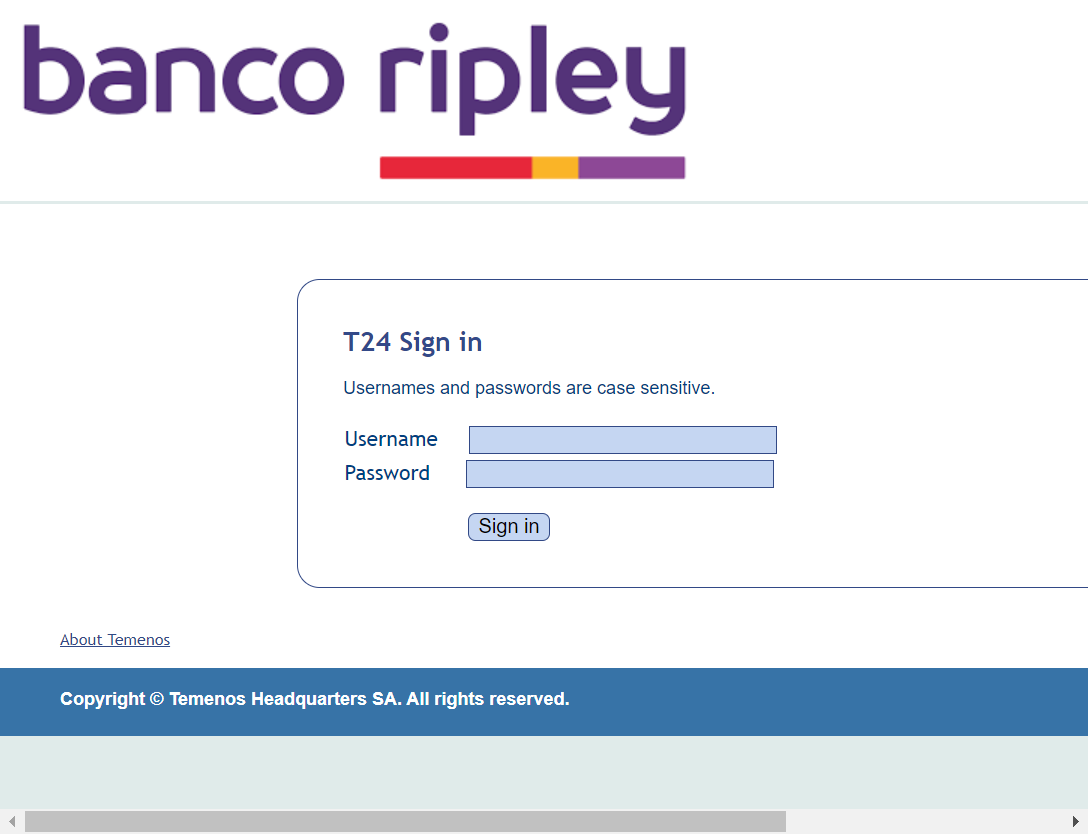 banco ripley
T24 Sign in
Usernames and passwords are case sensitive.
Username
Password
Sign in
About Temenos
Copyright © Temenos Headquarters SA. All rights reserved.